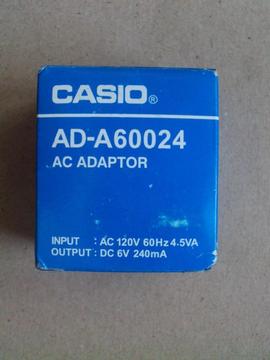 CASIO®
AD-A60024
AC ADAPTOR
INPUT : AC 120V 60Hz 4.5VA
OUTPUT : DC 6V 240mA